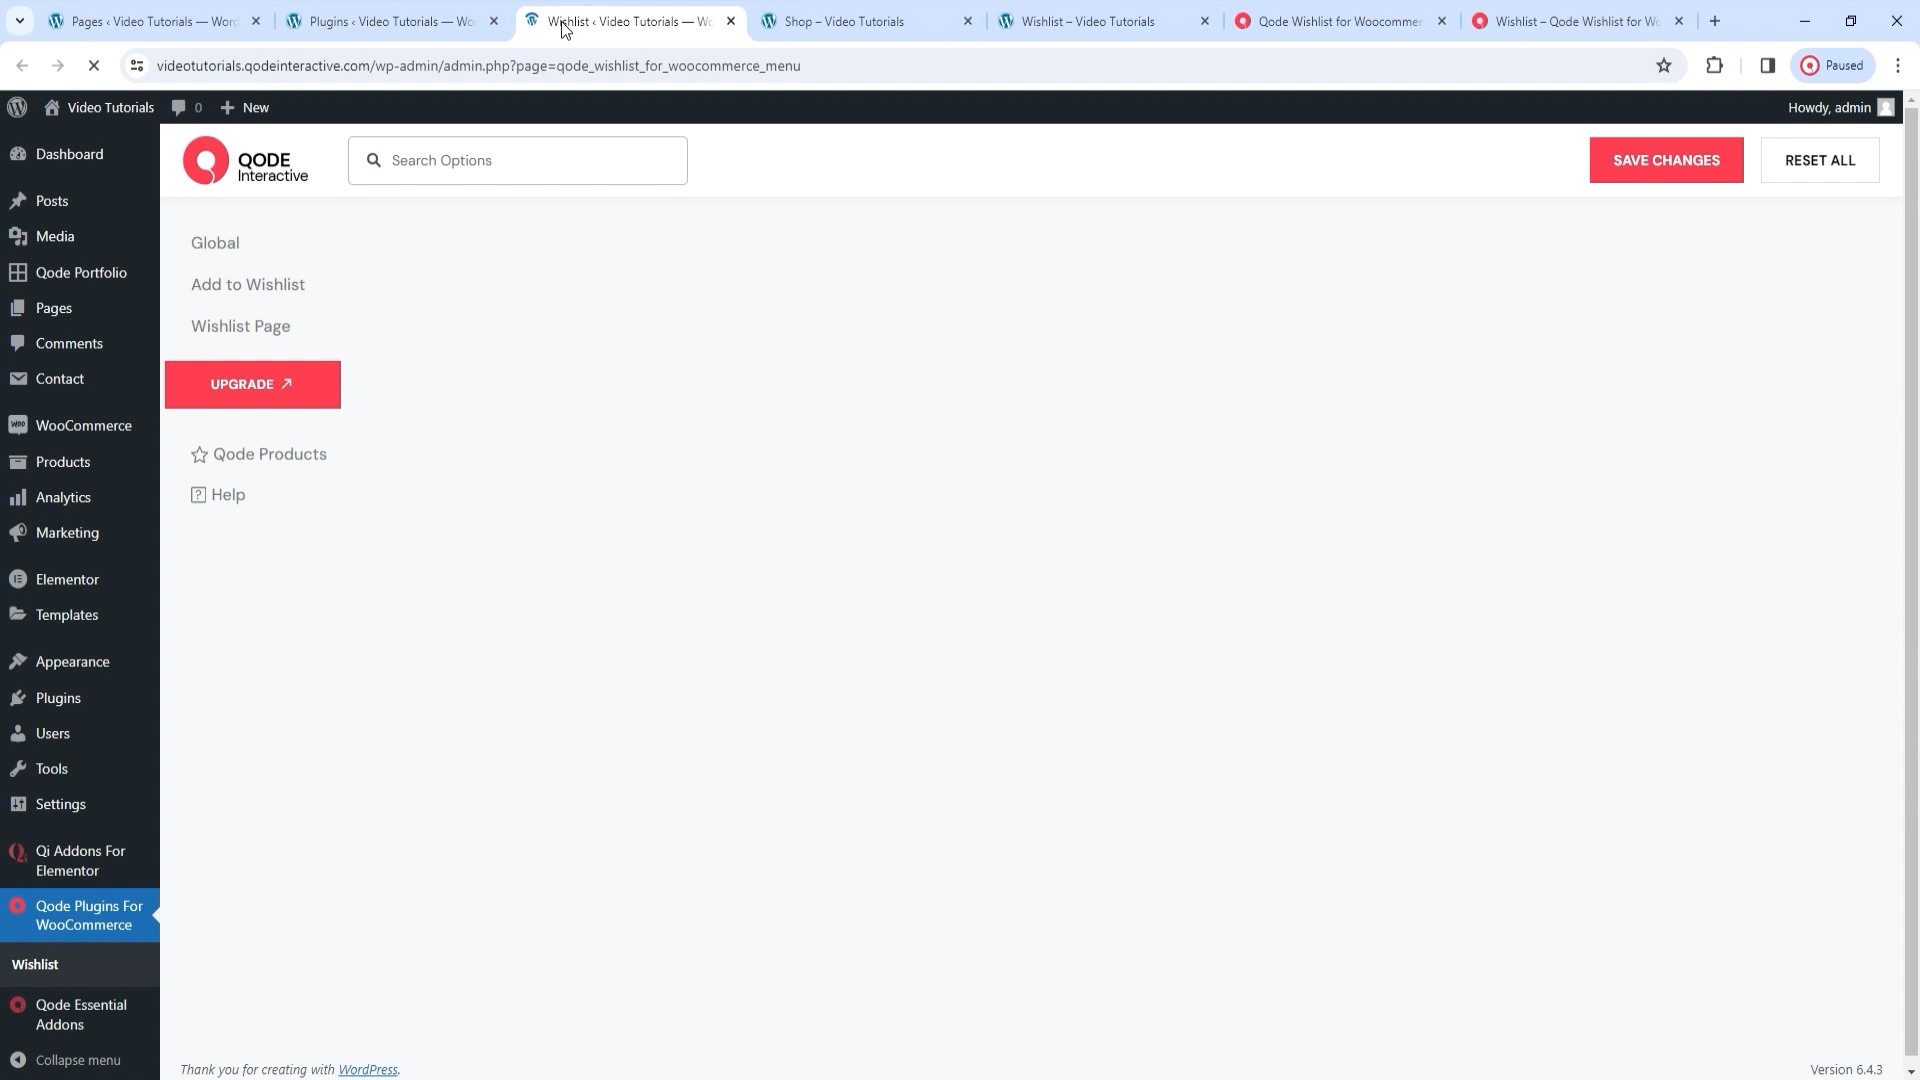 Pages ‹ Video Tutorials — Word
Plugins ‹ Video Tutorials — Wo
Wishlist ‹ Video Tutorials — Wo
Shop – Video Tutorials
Wishlist – Video Tutorials
Qode Wishlist for Woocommer
Wishlist – Qode Wishlist for Wo
videotutorials.qodeinteractive.com/wp-admin/admin.php?page=qode_wishlist_for_woocommerce_menu
Paused
Video Tutorials
0
New
Howdy, admin
Dashboard
Posts
Media
Qode Portfolio
Pages
Comments
Contact
WooCommerce
Products
Analytics
Marketing
Elementor
Templates
Appearance
Plugins
Users
Tools
Settings
Qi Addons For
Elementor
Qode Plugins For
WooCommerce
Wishlist
Qode Essential
Addons
Collapse menu
QODE
Interactive
Search Options
SAVE CHANGES
RESET ALL
Global
Add to Wishlist
Wishlist Page
UPGRADE
Qode Products
Help
Thank you for creating with WordPress.
Version 6.4.3